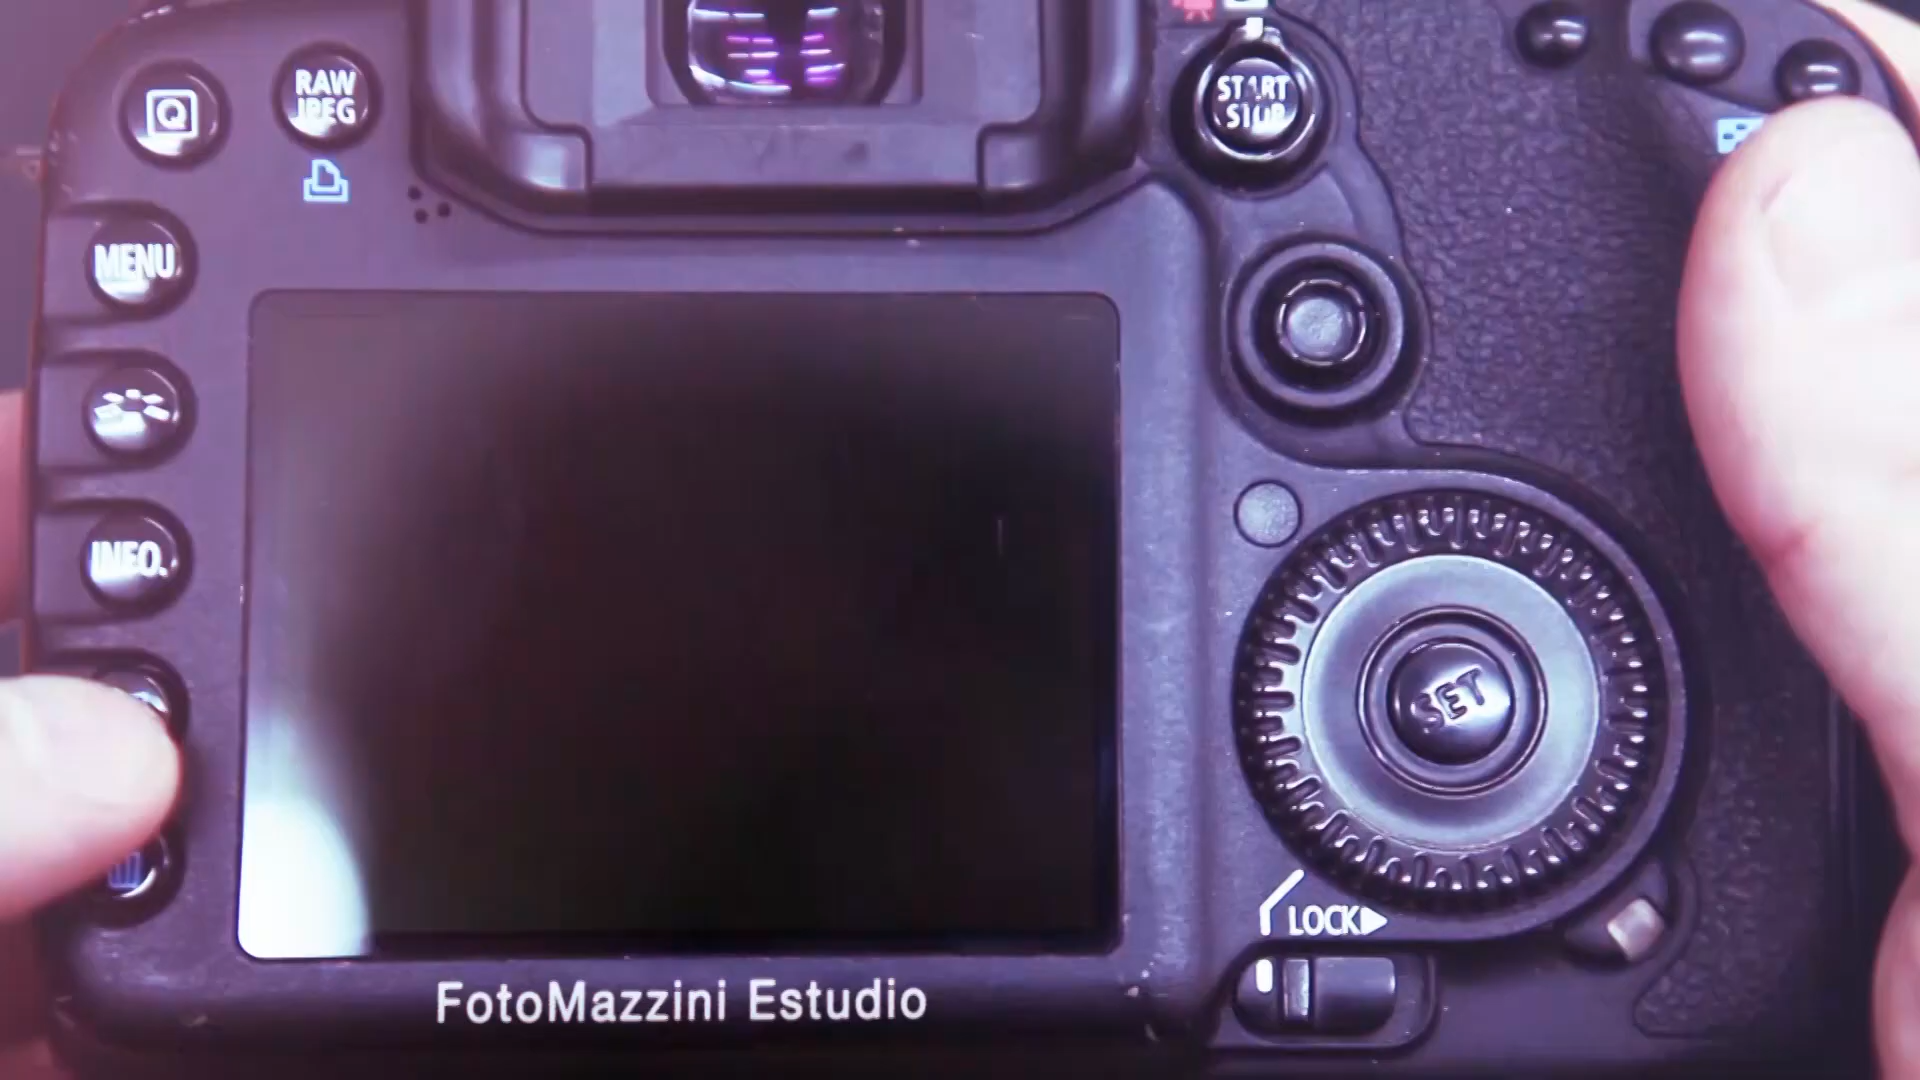 Q
RAW
JPEG
START
STOP
MENU
INFO.
SET
LOCK
FotoMazzini Estudio